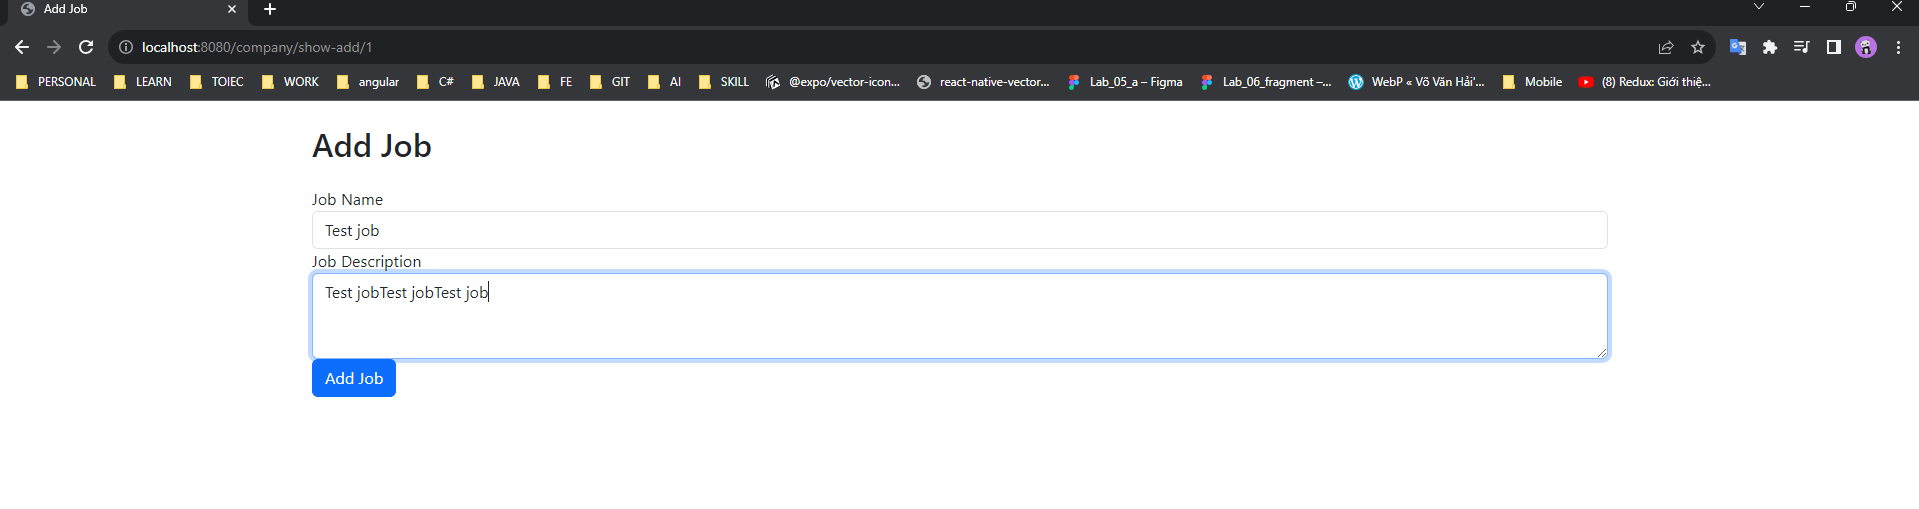 Add Job
localhost:8080/company/show-add/1
PERSONAL LEARN TOIEC WORK angular C# JAVA FE GIT AI SKILL @expo/vector-icon... react-native-vector... Lab_05_a – Figma Lab_06_fragment –... WebP « Võ Văn Hải'... Mobile (8) Redux: Giới thiệ...
Add Job
Job Name
Test job
Job Description
Test jobTest jobTest job
Add Job